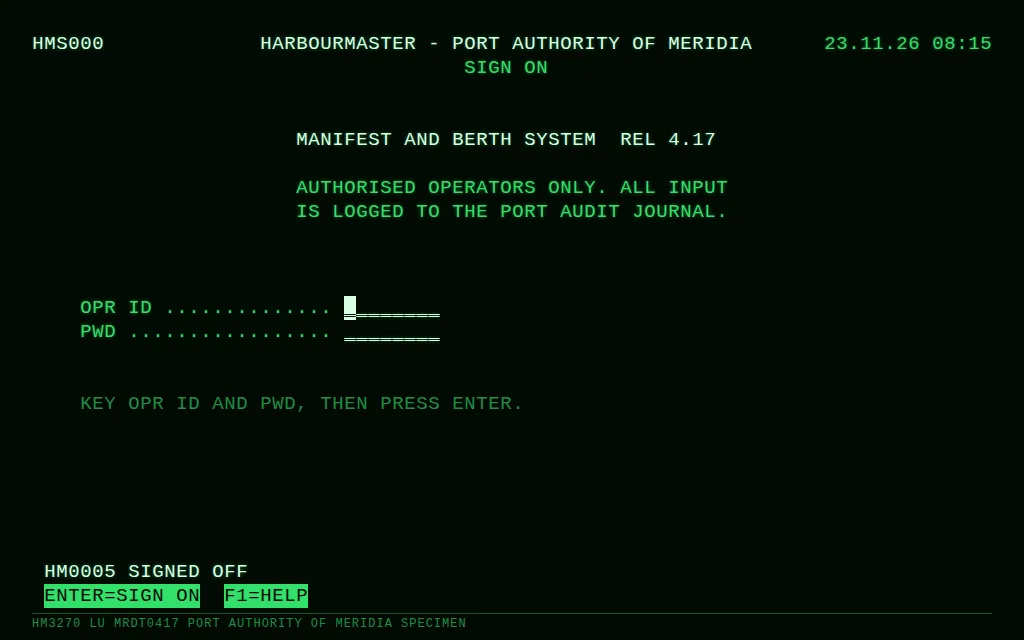 HMS000 HARBOURMASTER - PORT AUTHORITY OF MERIDIA 23.11.26 08:15
SIGN ON
MANIFEST AND BERTH SYSTEM  REL 4.17
AUTHORISED OPERATORS ONLY. ALL INPUT
IS LOGGED TO THE PORT AUDIT JOURNAL.
OPR ID .............. ________
PWD ................. ________
KEY OPR ID AND PWD, THEN PRESS ENTER.
HM0005 SIGNED OFF
ENTER=SIGN ON  F1=HELP
HM3270 LU MRDT0417 PORT AUTHORITY OF MERIDIA SPECIMEN